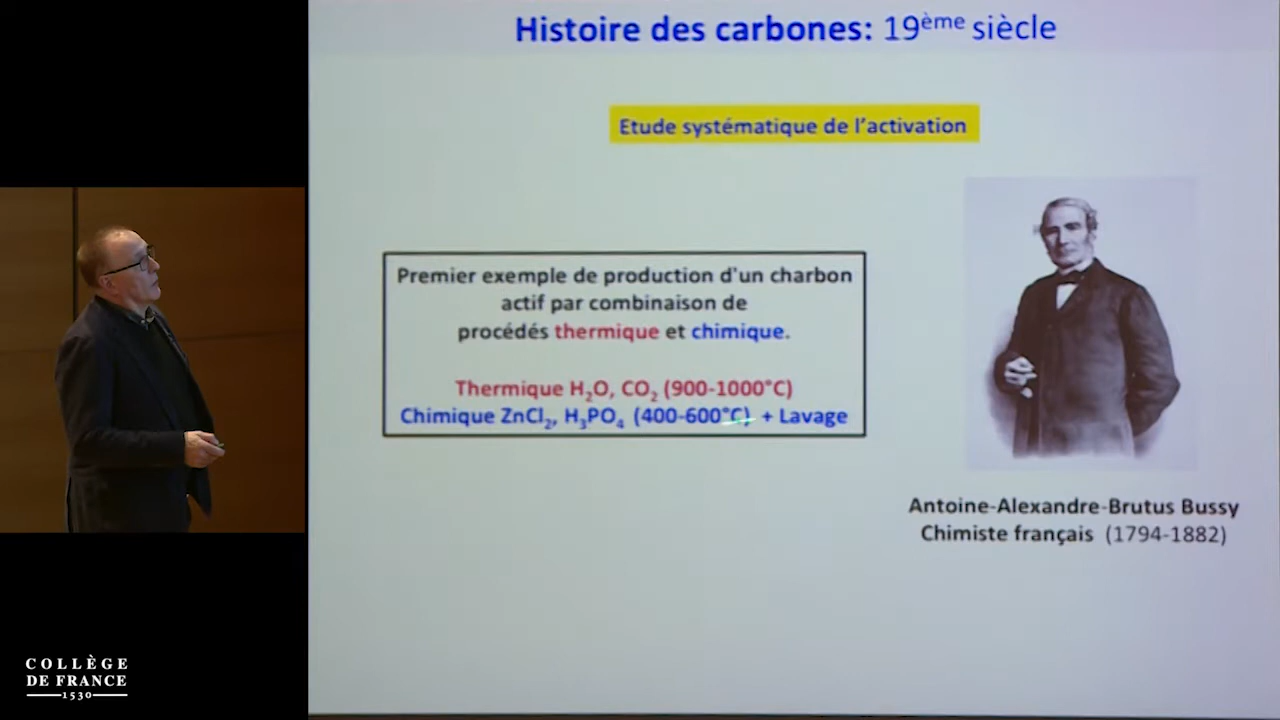 Histoire des carbones: 19ème siècle
Etude systématique de l'activation
Premier exemple de production d'un charbon
actif par combinaison de
procédés thermique et chimique.
Thermique H₂O, CO₂ (900-1000°C)
Chimique ZnCl₂, H₃PO₄ (400-600°C) + Lavage
Antoine-Alexandre-Brutus Bussy
Chimiste français (1794-1882)
COLLÈGE
DE FRANCE
1530